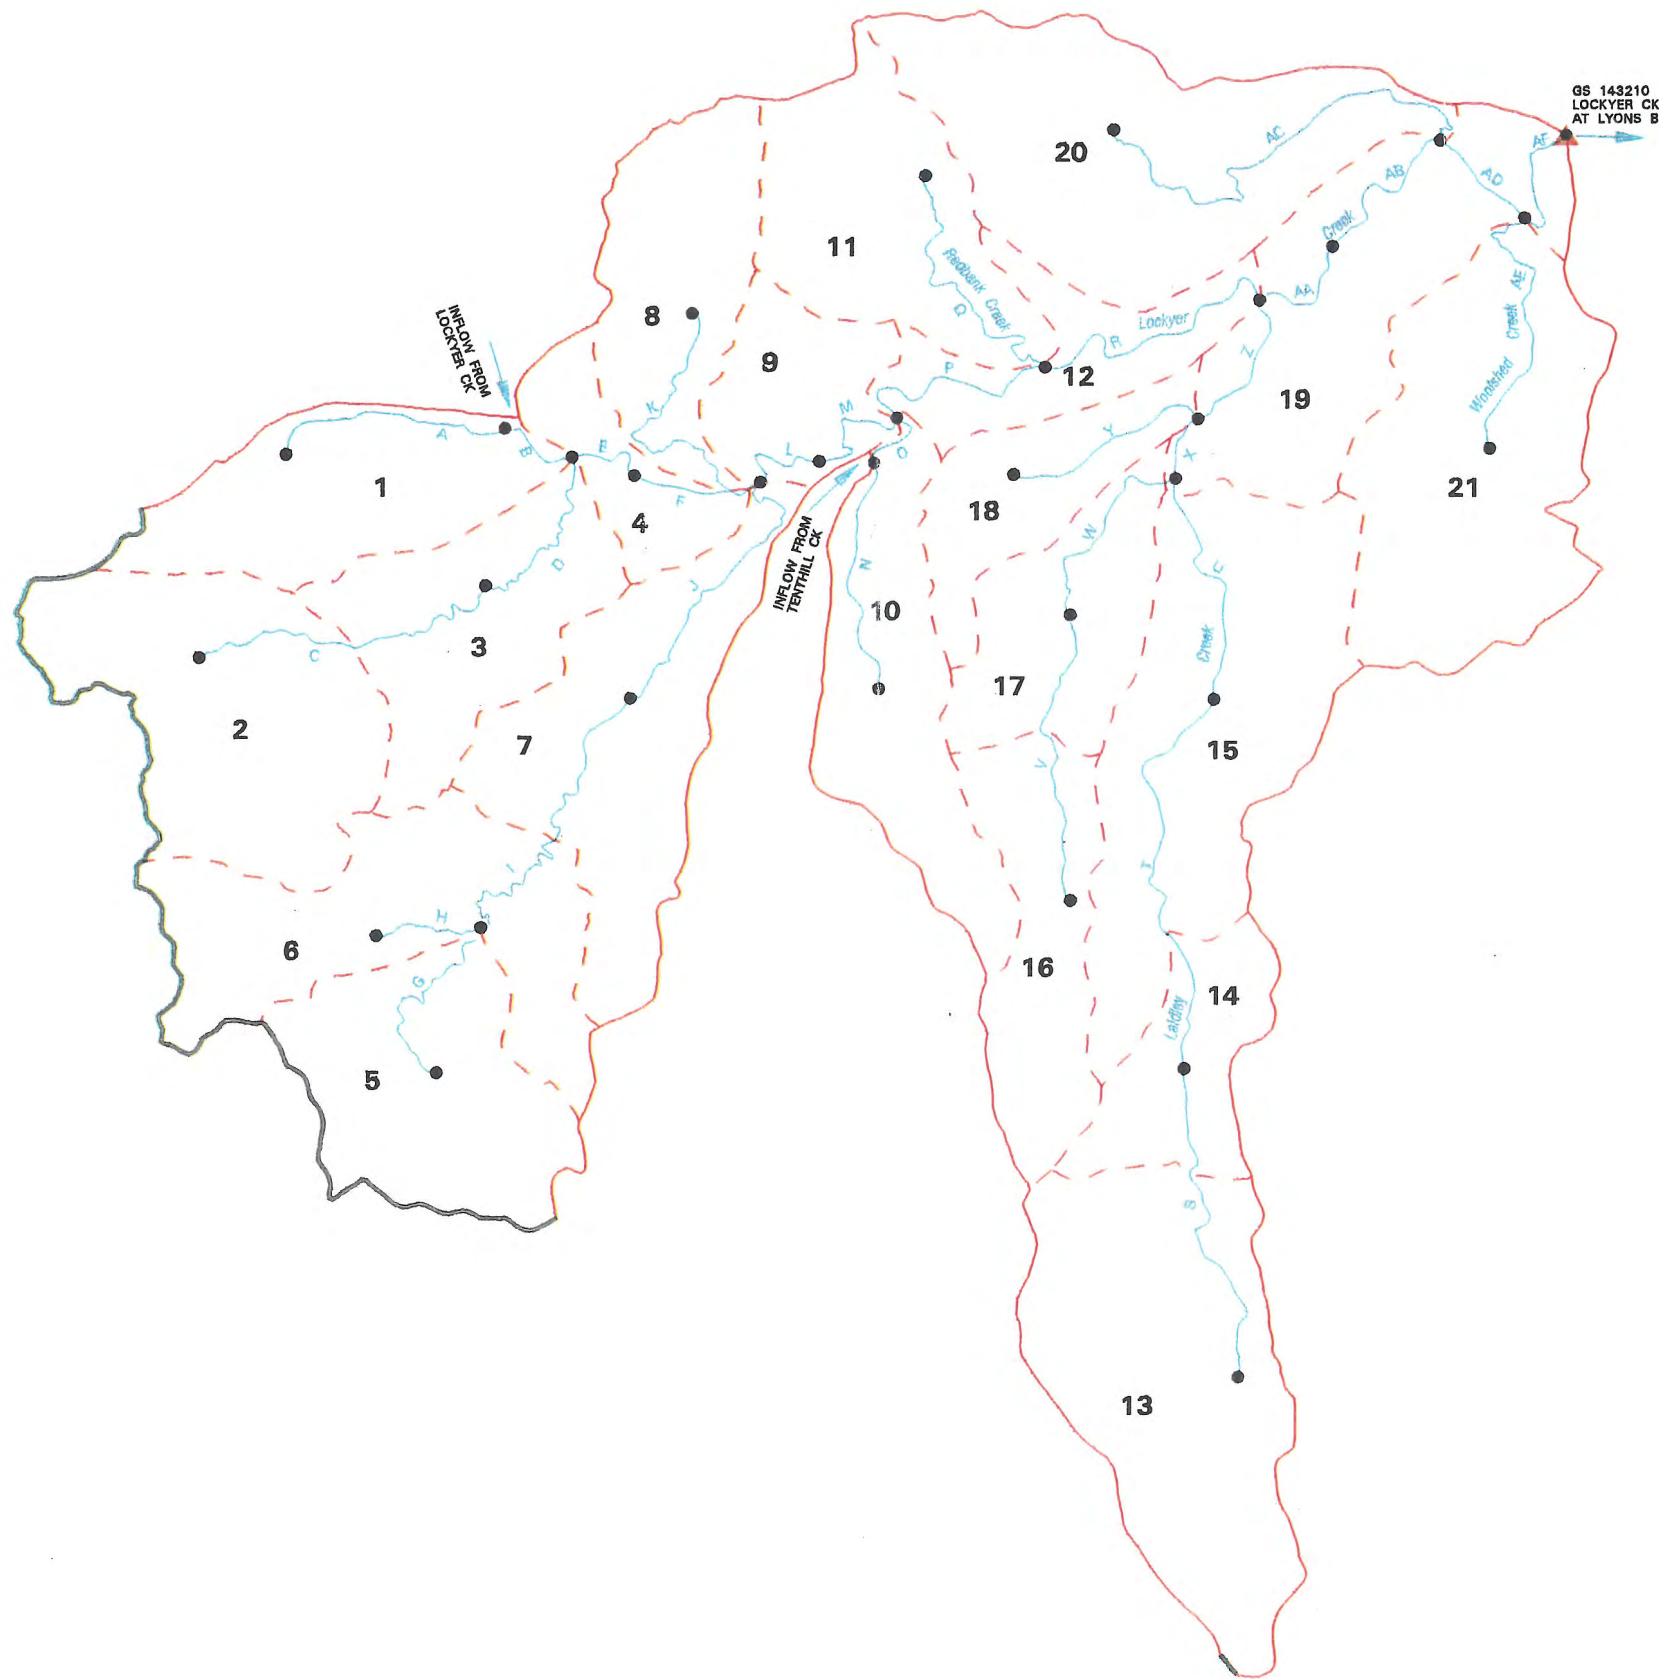 GS 143210
LOCKYER CK
AT LYONS B
AC
20
AF
AB
AD
11
Creek
Redbank Creek
Q
AE
Woolshed Creek
8
INFLOW FROM
LOCKYER CK
AA
Lockyer
R
9
P
12
Z
19
K
M
A
B
E
L
O
Y
X
1
F
18
21
4
W
D
INFLOW FROM
TENTHILL CK
N
J
U
10
3
C
Creek
17
2
7
15
V
T
I
H
6
16
G
14
Laidley
5
S
13